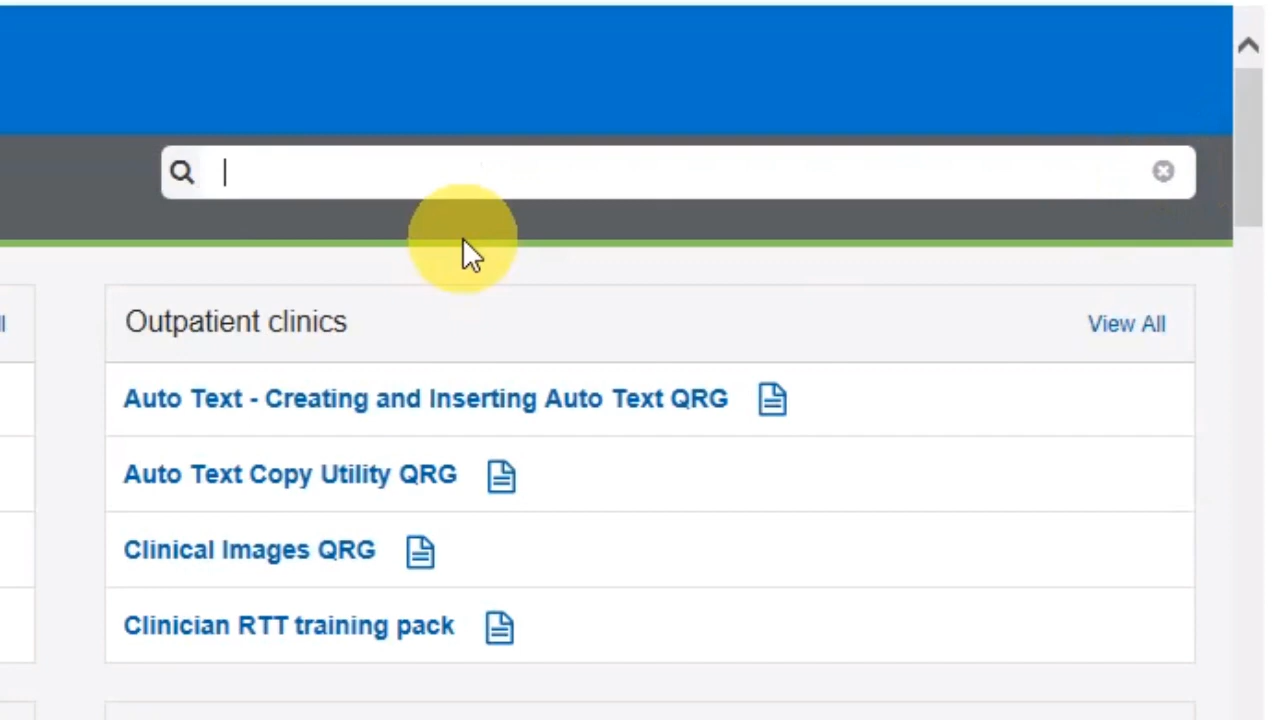 Outpatient clinics
View All
Auto Text - Creating and Inserting Auto Text QRG
Auto Text Copy Utility QRG
Clinical Images QRG
Clinician RTT training pack